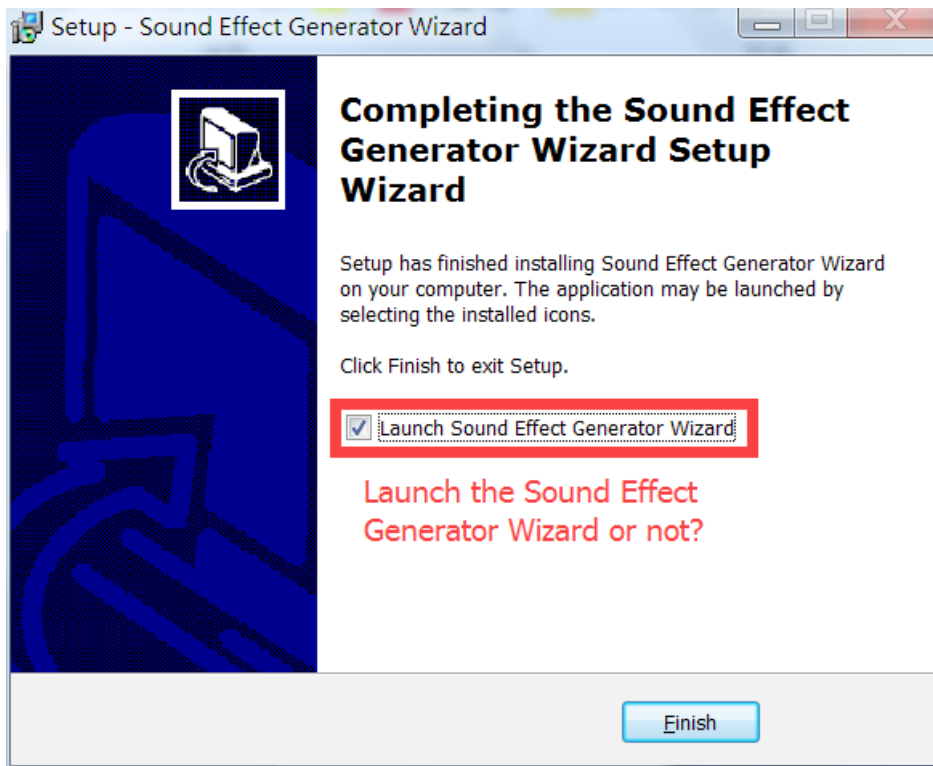 Setup - Sound Effect Generator Wizard
Completing the Sound Effect
Generator Wizard Setup
Wizard
Setup has finished installing Sound Effect Generator Wizard
on your computer. The application may be launched by
selecting the installed icons.
Click Finish to exit Setup.
Launch Sound Effect Generator Wizard
Launch the Sound Effect
Generator Wizard or not?
Finish